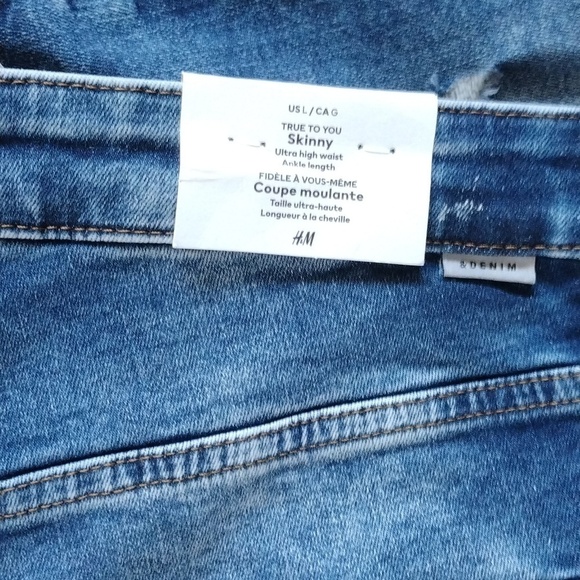 US L / CA G
TRUE TO YOU
Skinny
Ultra high waist
Ankle length
FIDÈLE À VOUS-MÊME
Coupe moulante
Taille ultra-haute
Longueur à la cheville
H&M
& DENIM